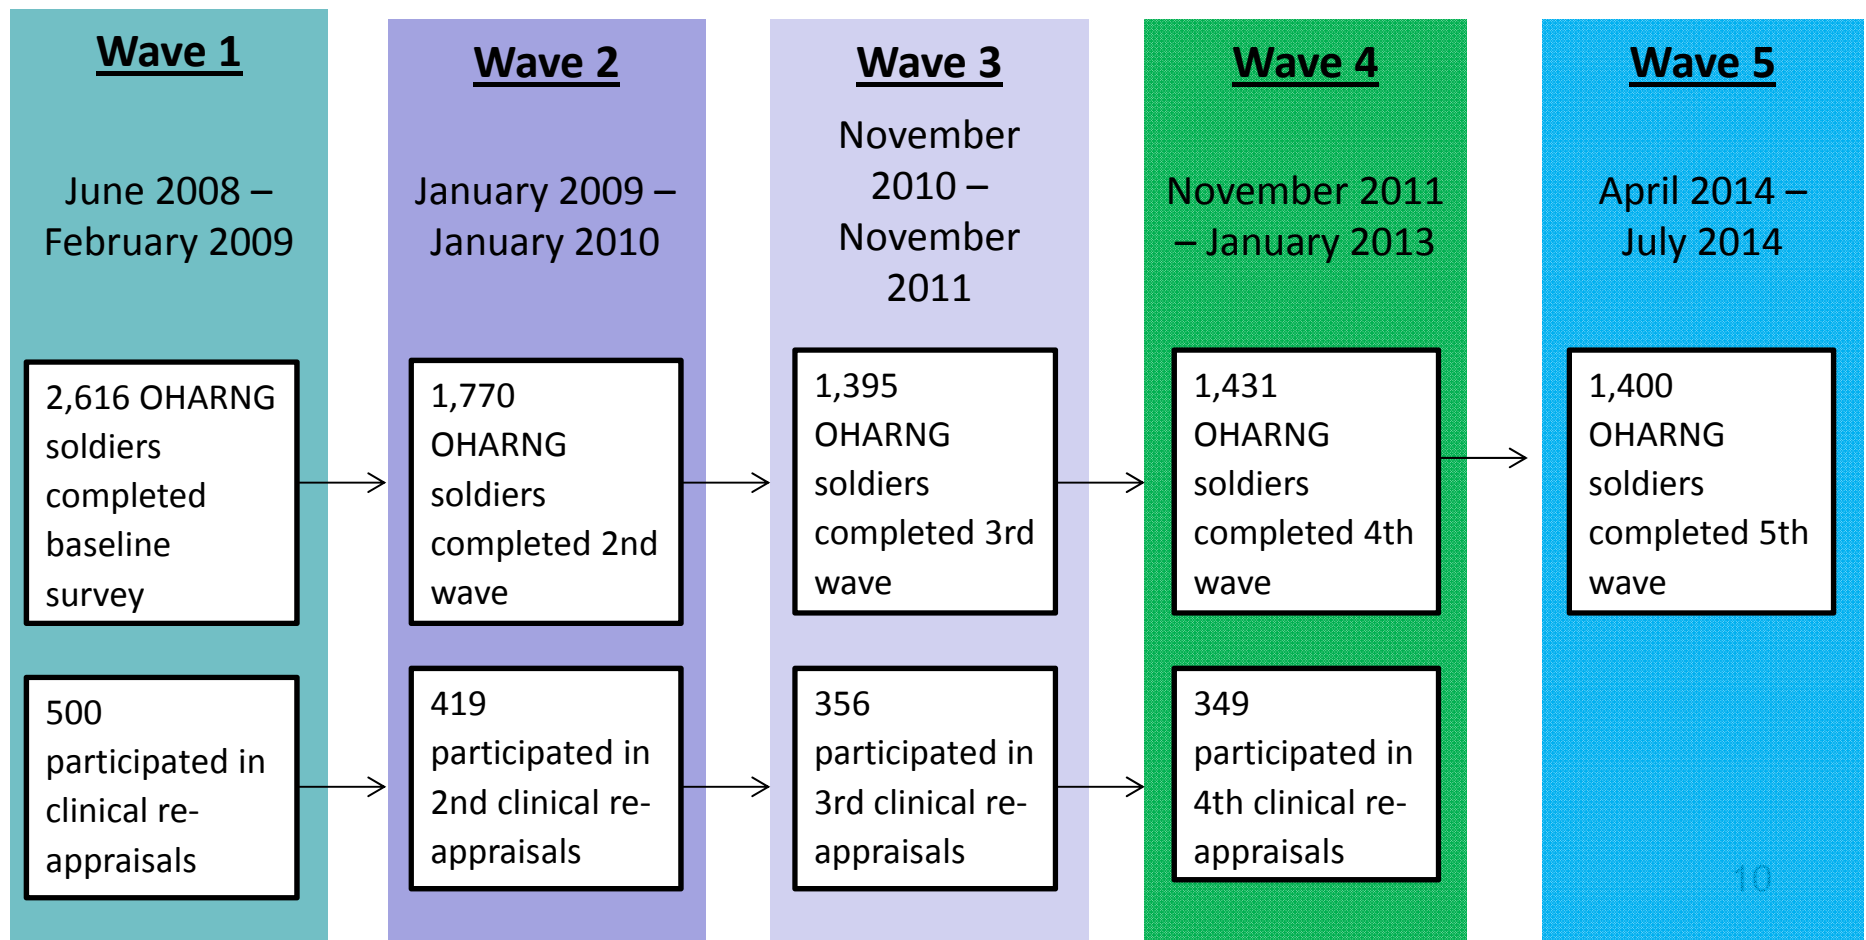 Wave 1
June 2008 –
February 2009
2,616 OHARNG
soldiers
completed
baseline
survey
500
participated in
clinical re-
appraisals
Wave 2
January 2009 –
January 2010
1,770
OHARNG
soldiers
completed 2nd
wave
419
participated in
2nd clinical re-
appraisals
Wave 3
November
2010 –
November
2011
1,395
OHARNG
soldiers
completed 3rd
wave
356
participated in
3rd clinical re-
appraisals
Wave 4
November 2011
– January 2013
1,431
OHARNG
soldiers
completed 4th
wave
349
participated in
4th clinical re-
appraisals
Wave 5
April 2014 –
July 2014
1,400
OHARNG
soldiers
completed 5th
wave
10